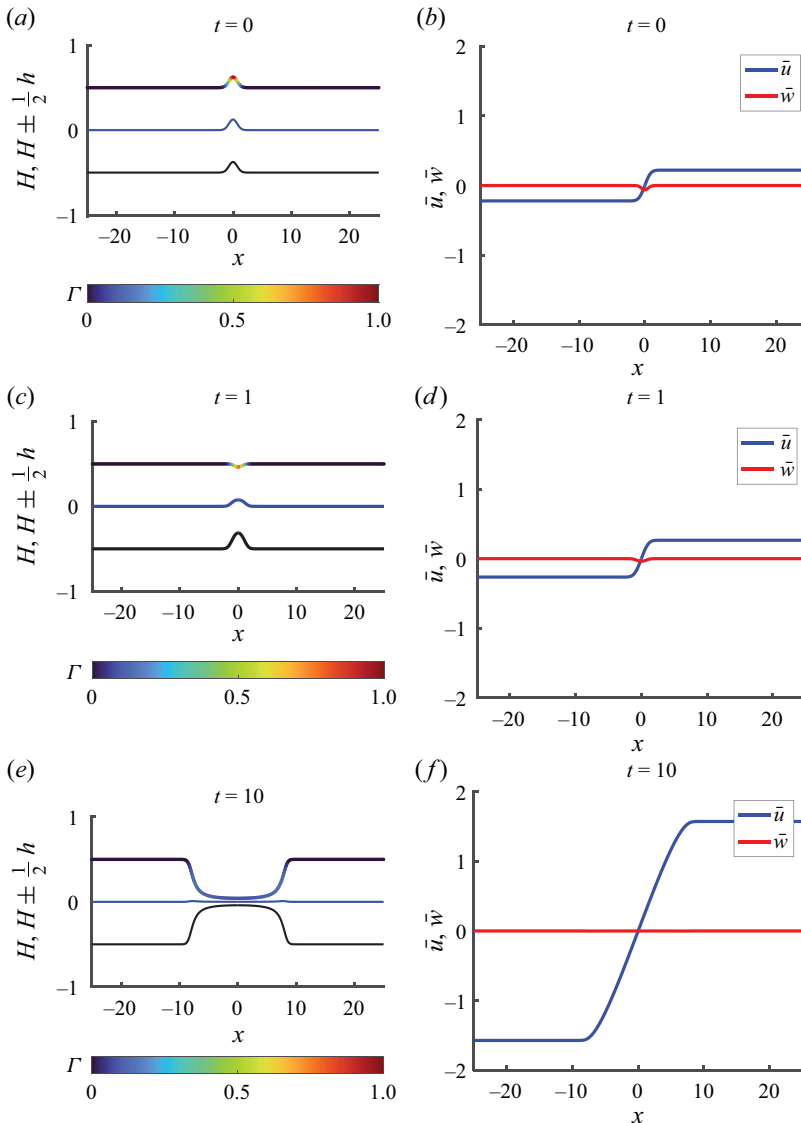 (a)
t = 0
H, H ± 1/2 h
1
0
–1
–20 –10 0 10 20
x
Γ
0 0.5 1.0
(b)
t = 0
ū, w̄
2
1
0
–1
–2
–20 –10 0 10 20
x
ū
w̄
(c)
t = 1
H, H ± 1/2 h
1
0
–1
–20 –10 0 10 20
x
Γ
0 0.5 1.0
(d)
t = 1
ū, w̄
2
1
0
–1
–2
–20 –10 0 10 20
x
ū
w̄
(e)
t = 10
H, H ± 1/2 h
1
0
–1
–20 –10 0 10 20
x
Γ
0 0.5 1.0
(f)
t = 10
ū, w̄
2
1
0
–1
–2
–20 –10 0 10 20
x
ū
w̄